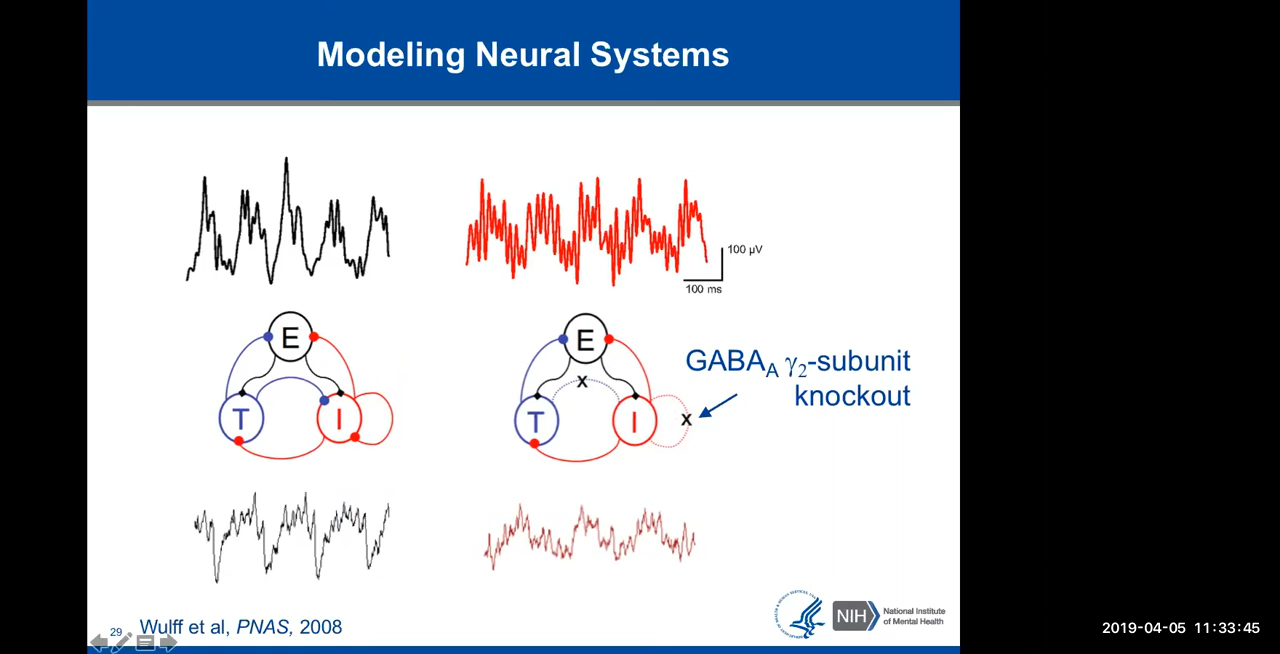 Modeling Neural Systems
100 µV
100 ms
E
T
I
E
x
T
I
x
GABAA γ2-subunit
knockout
29
Wulff et al, PNAS, 2008
NIH
National Institute
of Mental Health
2019-04-05 11:33:45